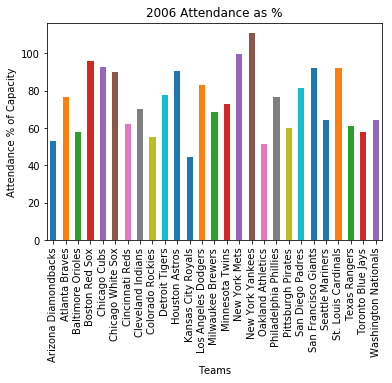 2006 Attendance as %
Attendance % of Capacity
100
80
60
40
20
0
Arizona Diamondbacks
Atlanta Braves
Baltimore Orioles
Boston Red Sox
Chicago Cubs
Chicago White Sox
Cincinnati Reds
Cleveland Indians
Colorado Rockies
Detroit Tigers
Houston Astros
Kansas City Royals
Los Angeles Dodgers
Milwaukee Brewers
Minnesota Twins
New York Mets
New York Yankees
Oakland Athletics
Philadelphia Phillies
Pittsburgh Pirates
San Diego Padres
San Francisco Giants
Seattle Mariners
St. Louis Cardinals
Texas Rangers
Toronto Blue Jays
Washington Nationals
Teams